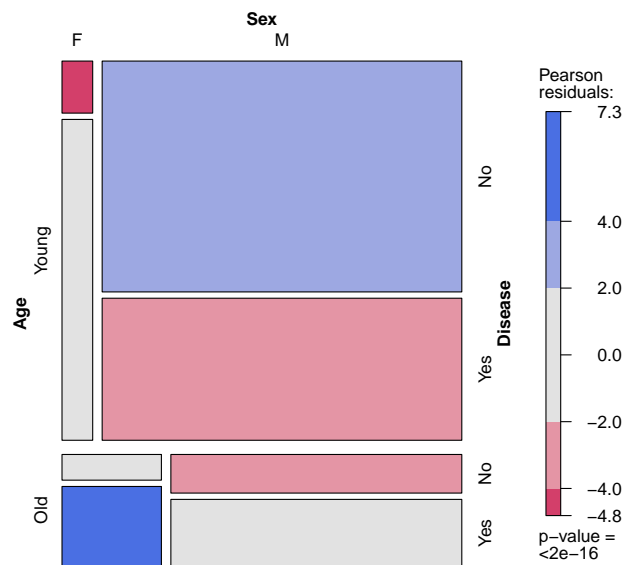 Sex
F
M
Age
Young
Old
No
Yes
No
Yes
Disease
Pearson
residuals:
7.3
4.0
2.0
0.0
−2.0
−4.0
−4.8
p−value =
<2e−16